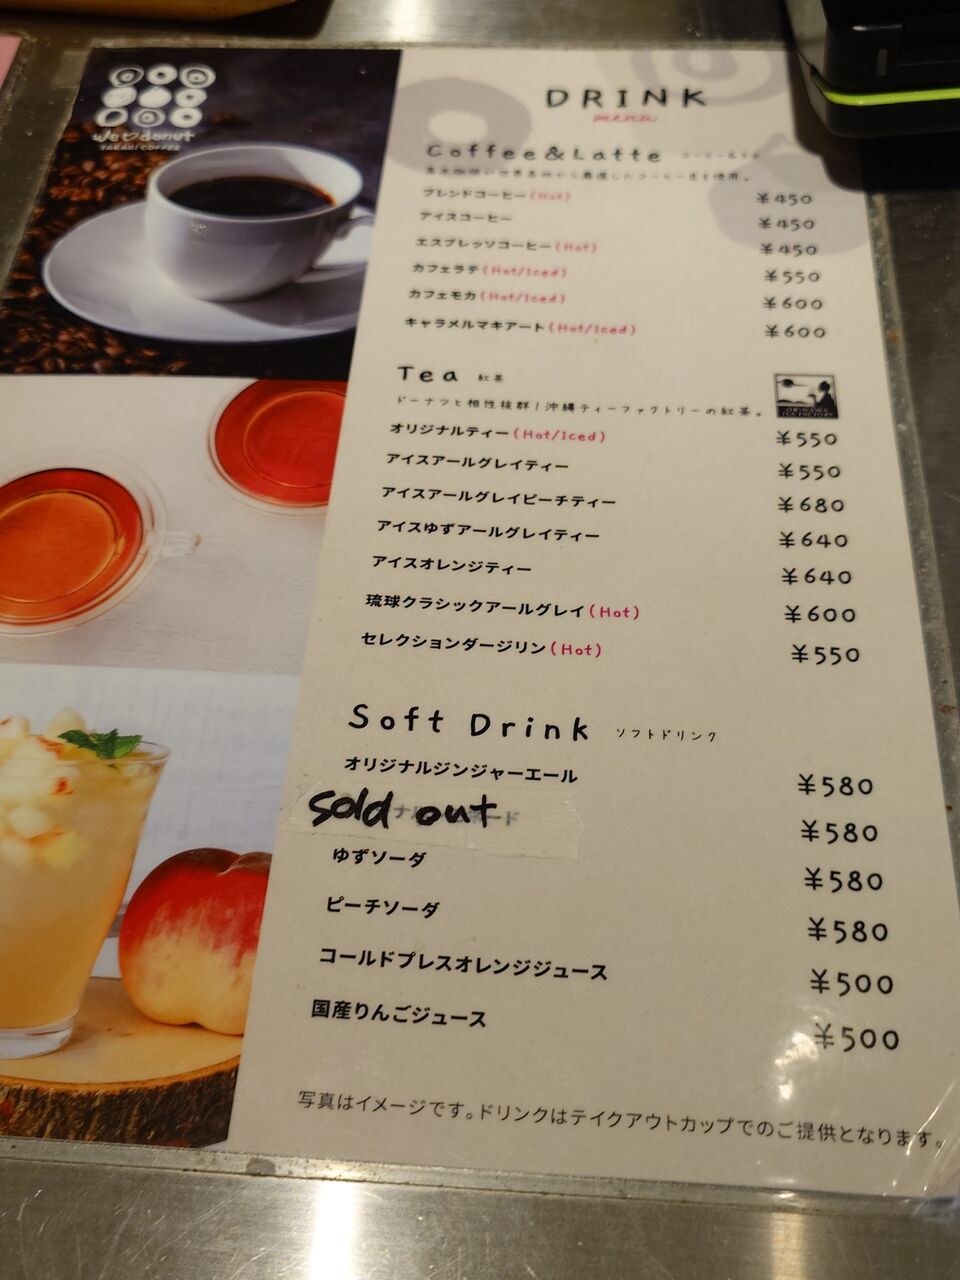 we♡donut
TAKAGI COFFEE
DRINK
menu
Coffee&Latte
ブレンドコーヒー(Hot) ¥450
アイスコーヒー ¥450
エスプレッソコーヒー(Hot) ¥450
カフェラテ(Hot/Iced) ¥550
カフェモカ(Hot/Iced) ¥600
キャラメルマキアート(Hot/Iced) ¥600
Tea 紅茶
ドーナツと相性抜群!沖縄ティーファクトリーの紅茶。
OKINAWA
TEA FACTORY
オリジナルティー(Hot/Iced) ¥550
アイスアールグレイティー ¥550
アイスアールグレイピーチティー ¥680
アイスゆずアールグレイティー ¥640
アイスオレンジティー ¥640
琉球クラシックアールグレイ(Hot) ¥600
セレクションダージリン(Hot) ¥550
Soft Drink ソフトドリンク
オリジナルジンジャーエール ¥580
sold out ¥580
ゆずソーダ ¥580
ピーチソーダ ¥580
コールドプレスオレンジジュース ¥500
国産りんごジュース ¥500
写真はイメージです。ドリンクはテイクアウトカップでのご提供となります。